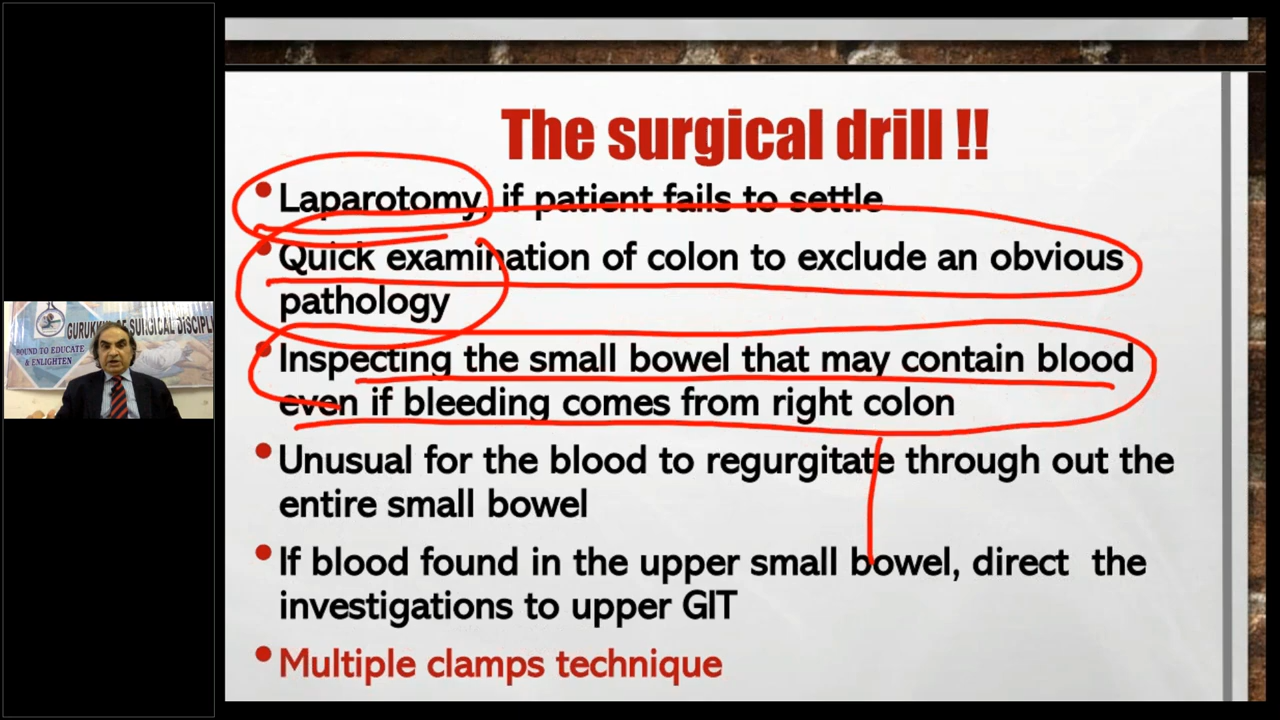 The surgical drill !!
• Laparotomy, if patient fails to settle
• Quick examination of colon to exclude an obvious
pathology
• Inspecting the small bowel that may contain blood
even if bleeding comes from right colon
• Unusual for the blood to regurgitate through out the
entire small bowel
• If blood found in the upper small bowel, direct the
investigations to upper GIT
• Multiple clamps technique
OF SURGICAL DISCIPL
BOUND TO EDUCATE
& ENLIGHTEN